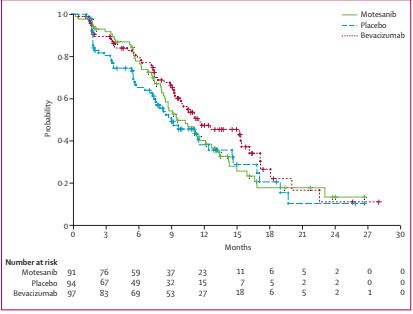 Motesanib
Placebo
Bevacizumab
1·0
0·8
0·6
0·4
0·2
0
Probability
0 3 6 9 12 15 18 21 24 27 30
Months
Number at risk
Motesanib 91 76 59 37 23 11 6 5 2 0 0
Placebo 94 67 49 32 15 7 5 2 2 0 0
Bevacizumab 97 83 69 53 27 18 6 5 2 1 0